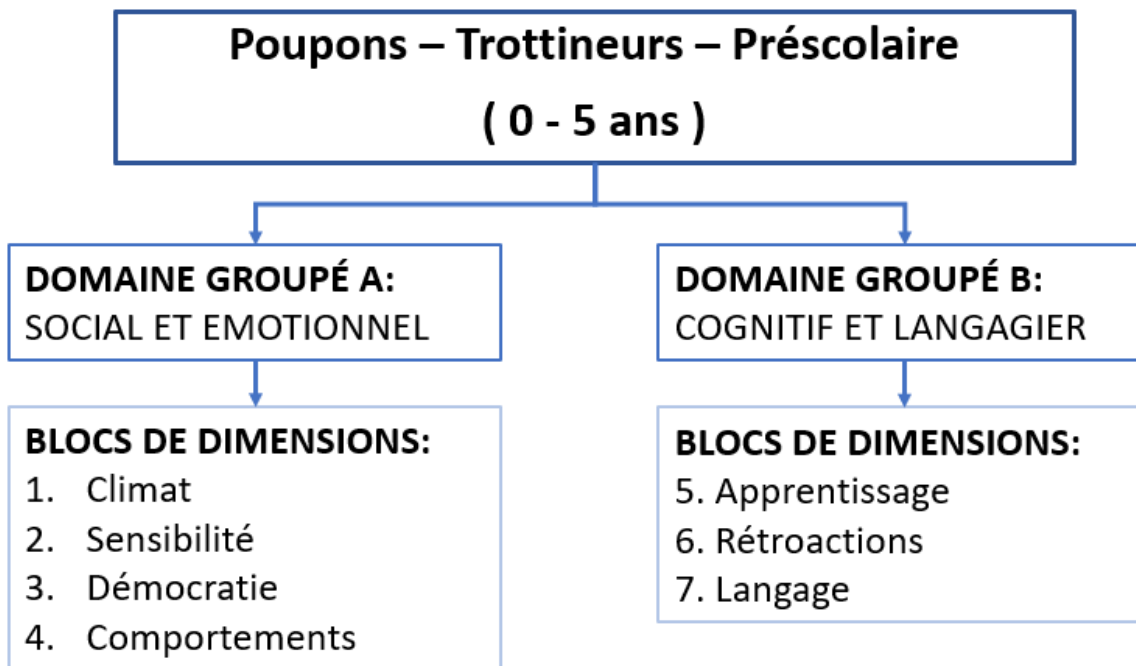 Poupons – Trottineurs – Préscolaire
( 0 - 5 ans )
DOMAINE GROUPÉ A:
SOCIAL ET EMOTIONNEL
BLOCS DE DIMENSIONS:
1. Climat
2. Sensibilité
3. Démocratie
4. Comportements
DOMAINE GROUPÉ B:
COGNITIF ET LANGAGIER
BLOCS DE DIMENSIONS:
5. Apprentissage
6. Rétroactions
7. Langage